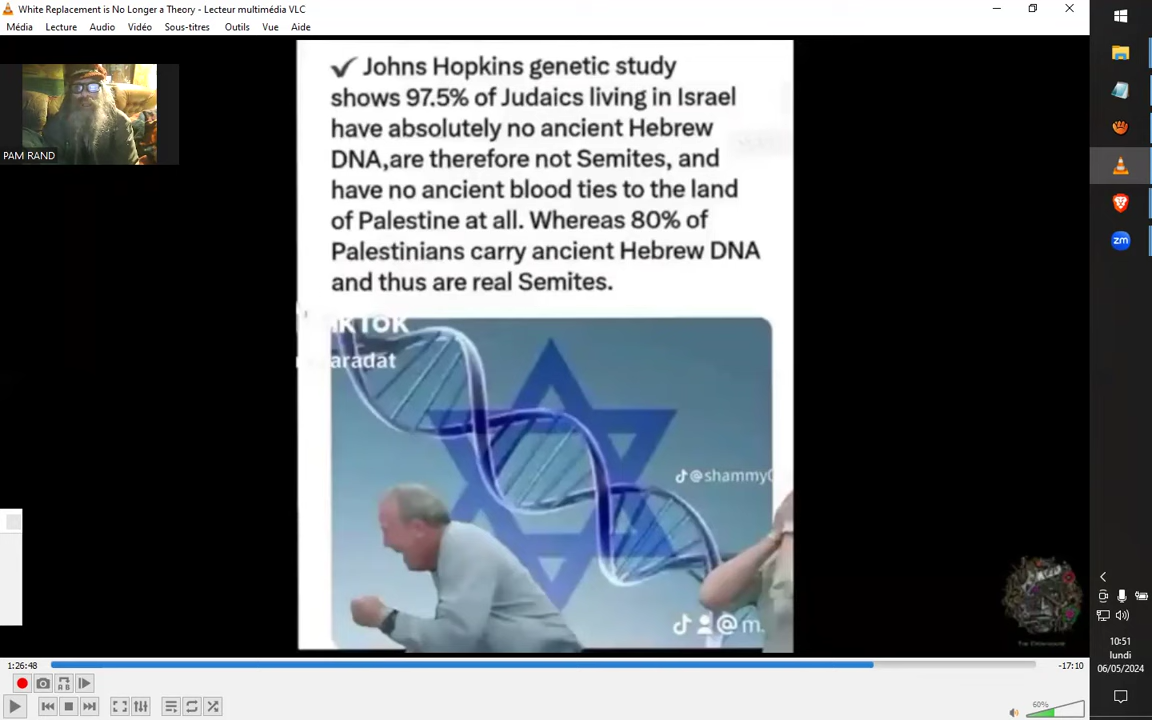 White Replacement is No Longer a Theory - Lecteur multimédia VLC
Média Lecture Audio Vidéo Sous-titres Outils Vue Aide
PAM RAND
✓ Johns Hopkins genetic study
shows 97.5% of Judaics living in Israel
have absolutely no ancient Hebrew
DNA,are therefore not Semites, and
have no ancient blood ties to the land
of Palestine at all. Whereas 80% of
Palestinians carry ancient Hebrew DNA
and thus are real Semites.
aradat
@shammy
@m.
zm
1:26:48
-17:10
60%
10:51
lundi
06/05/2024